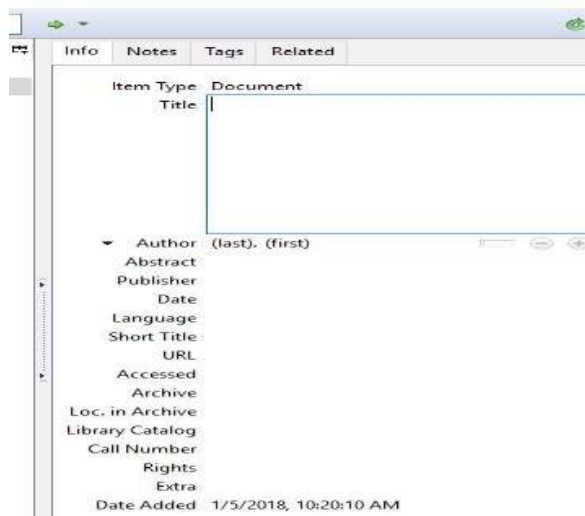 Info Notes Tags Related
Item Type Document
Title
Author (last), (first)
Abstract
Publisher
Date
Language
Short Title
URL
Accessed
Archive
Loc. in Archive
Library Catalog
Call Number
Rights
Extra
Date Added 1/5/2018, 10:20:10 AM